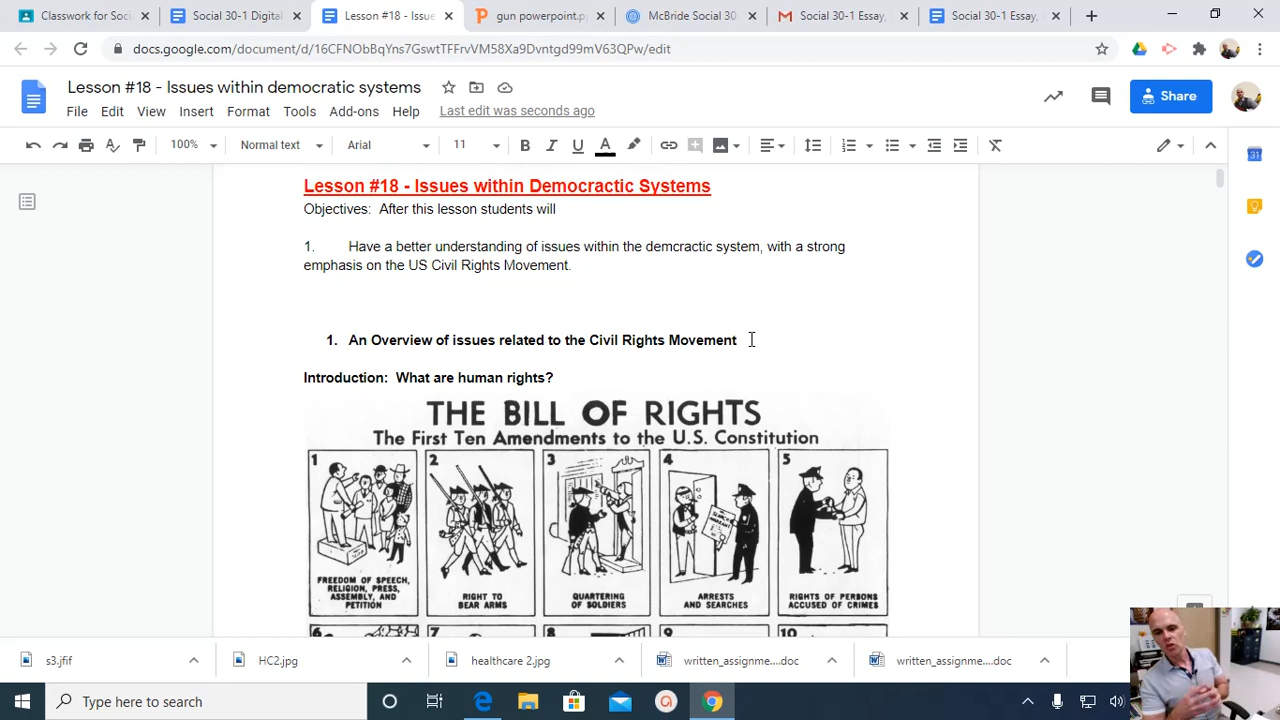 Classwork for Soc
Social 30-1 Digital
Lesson #18 - Issue
gun powerpoint.p
McBride Social 30
Social 30-1 Essay,
Social 30-1 Essay,
docs.google.com/document/d/16CFNObBqYns7GswtTFFrvVM58Xa9Dvntgd99mV63QPw/edit
Lesson #18 - Issues within democratic systems
File Edit View Insert Format Tools Add-ons Help Last edit was seconds ago
Share
100% Normal text Arial 11 B I U A
31
Lesson #18 - Issues within Democractic Systems
Objectives: After this lesson students will
1. Have a better understanding of issues within the demcractic system, with a strong
emphasis on the US Civil Rights Movement.
1. An Overview of issues related to the Civil Rights Movement
Introduction: What are human rights?
THE BILL OF RIGHTS
The First Ten Amendments to the U.S. Constitution
1 2 3 4 5
SEARCH
WARRANT
FREEDOM OF SPEECH,
RELIGION, PRESS,
ASSEMBLY, AND
PETITION
RIGHT TO
BEAR ARMS
QUARTERING
OF SOLDIERS
ARRESTS
AND SEARCHES
RIGHTS OF PERSONS
ACCUSED OF CRIMES
6 7 8 9 10
s3.jfif
HC2.jpg
healthcare 2.jpg
written_assignme....doc
written_assignme....doc
Type here to search